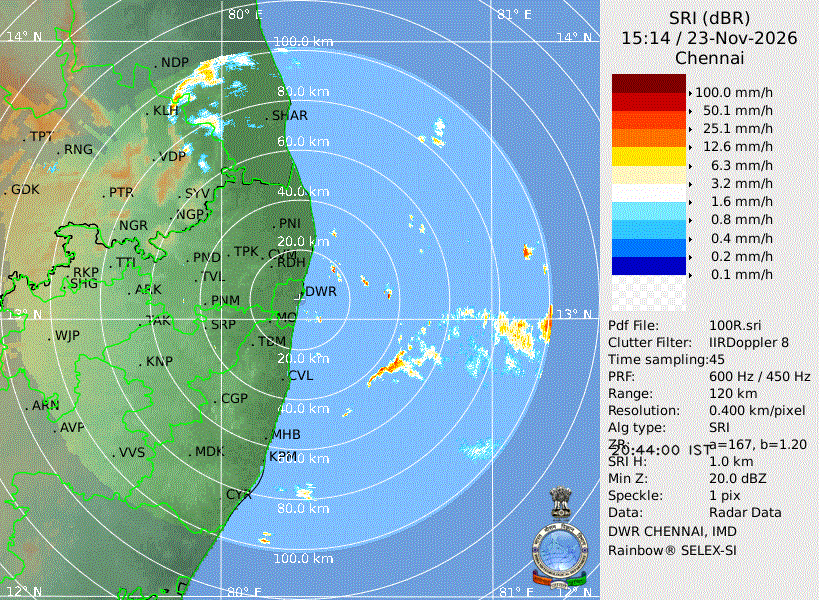 80° E
81° E
14° N
14° N
100.0 km
NDP
80.0 km
KLH
SHAR
TPT
60.0 km
RNG
VDP
GDK
PTR
SYV
40.0 km
NGR
NGP
PNI
20.0 km
PND
TPK
TTI
RDH
RKP
TVL
SHG
ARK
DWR
PNM
13° N
TAK
SRP
13° N
WJP
TBM
20.0 km
KNP
CVL
CGP
40.0 km
ARN
AVP
MHB
VVS
MDK
KPM
60.0 km
CYR
80.0 km
100.0 km
12° N
80° E
81° E
12° N
SRI (dBR)
15:14 / 23-Nov-2026
Chennai
100.0 mm/h
50.1 mm/h
25.1 mm/h
12.6 mm/h
6.3 mm/h
3.2 mm/h
1.6 mm/h
0.8 mm/h
0.4 mm/h
0.2 mm/h
0.1 mm/h
Pdf File: 100R.sri
Clutter Filter: IIRDoppler 8
Time sampling:45
PRF: 600 Hz / 450 Hz
Range: 120 km
Resolution: 0.400 km/pixel
Alg type: SRI
ZR: a=167, b=1.20
20:44:00 IST
SRI H: 1.0 km
Min Z: 20.0 dBZ
Speckle: 1 pix
Data: Radar Data
DWR CHENNAI, IMD
Rainbow® SELEX-SI